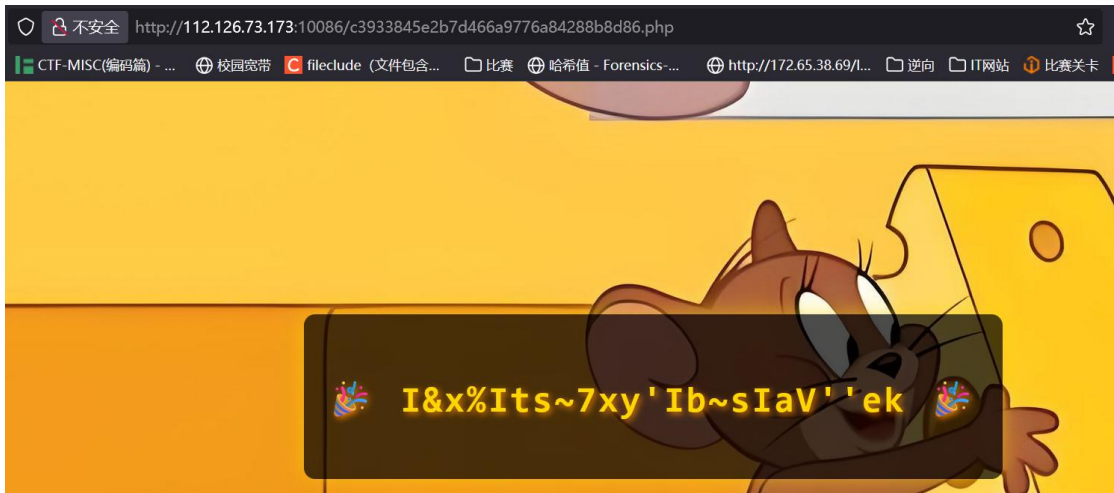 不安全 http://112.126.73.173:10086/c3933845e2b7d466a9776a84288b8d86.php
CTF-MISC(编码篇) - ... 校园宽带 C fileclude（文件包含... 比赛 哈希值 - Forensics-... http://172.65.38.69/l... 逆向 IT网站 比赛关卡
🎉 I&x%Its~7xy'Ib~sIaV''ek 🎉